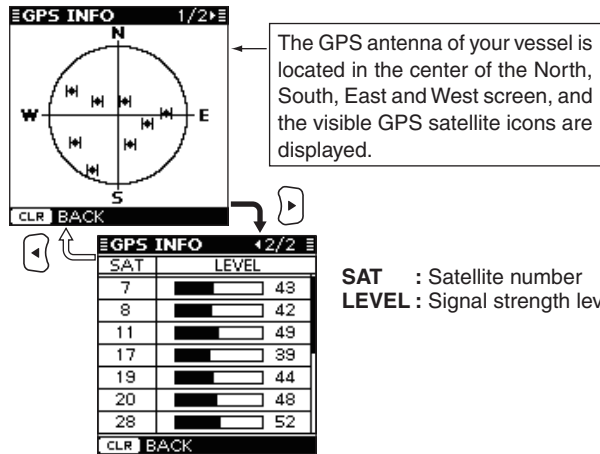 GPS INFO 1/2
N
W E
S
CLR BACK
The GPS antenna of your vessel is
located in the center of the North,
South, East and West screen, and
the visible GPS satellite icons are
displayed.
GPS INFO 2/2
SAT LEVEL
7 43
8 42
11 49
17 39
19 44
20 48
28 52
CLR BACK
SAT : Satellite number
LEVEL : Signal strength lev